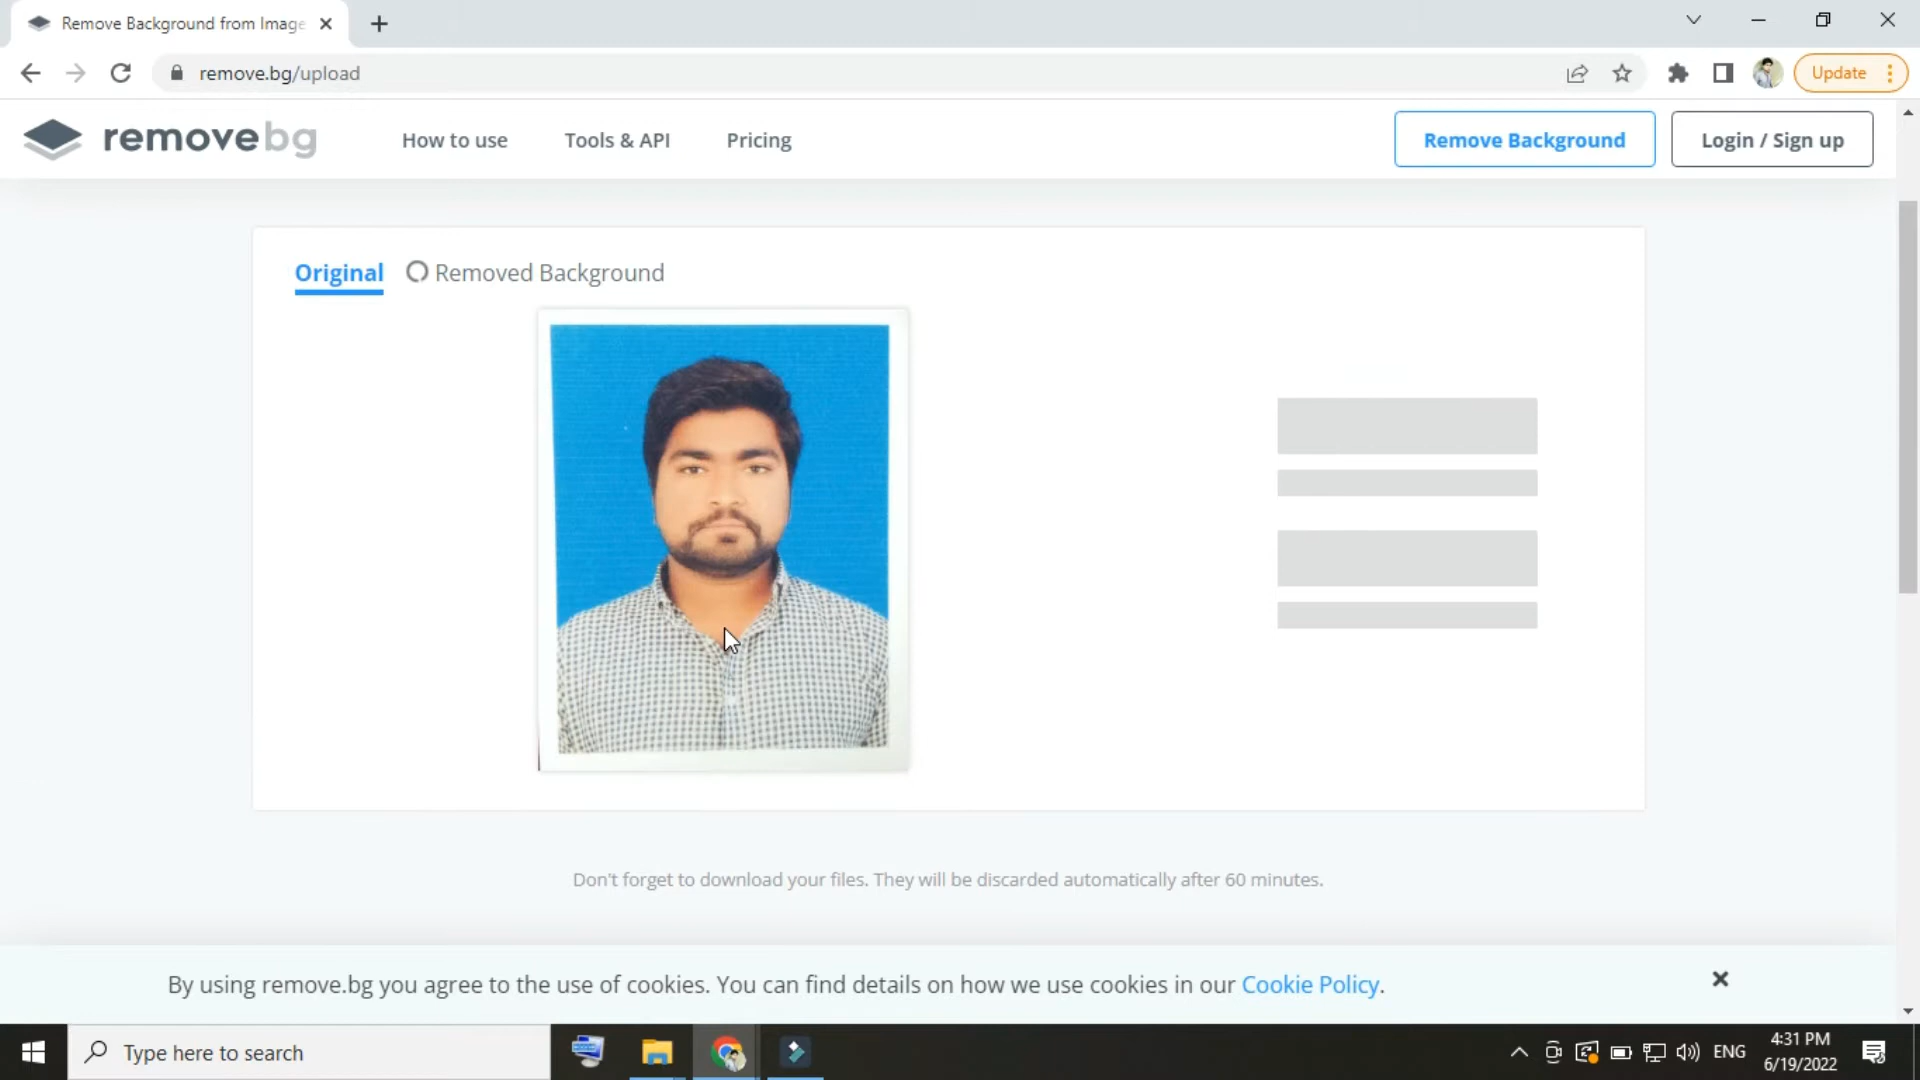 Remove Background from Image
remove.bg/upload
Update
removebg
How to use
Tools & API
Pricing
Remove Background
Login / Sign up
Original
Removed Background
Don't forget to download your files. They will be discarded automatically after 60 minutes.
By using remove.bg you agree to the use of cookies. You can find details on how we use cookies in our Cookie Policy.
Type here to search
ENG
4:31 PM
6/19/2022